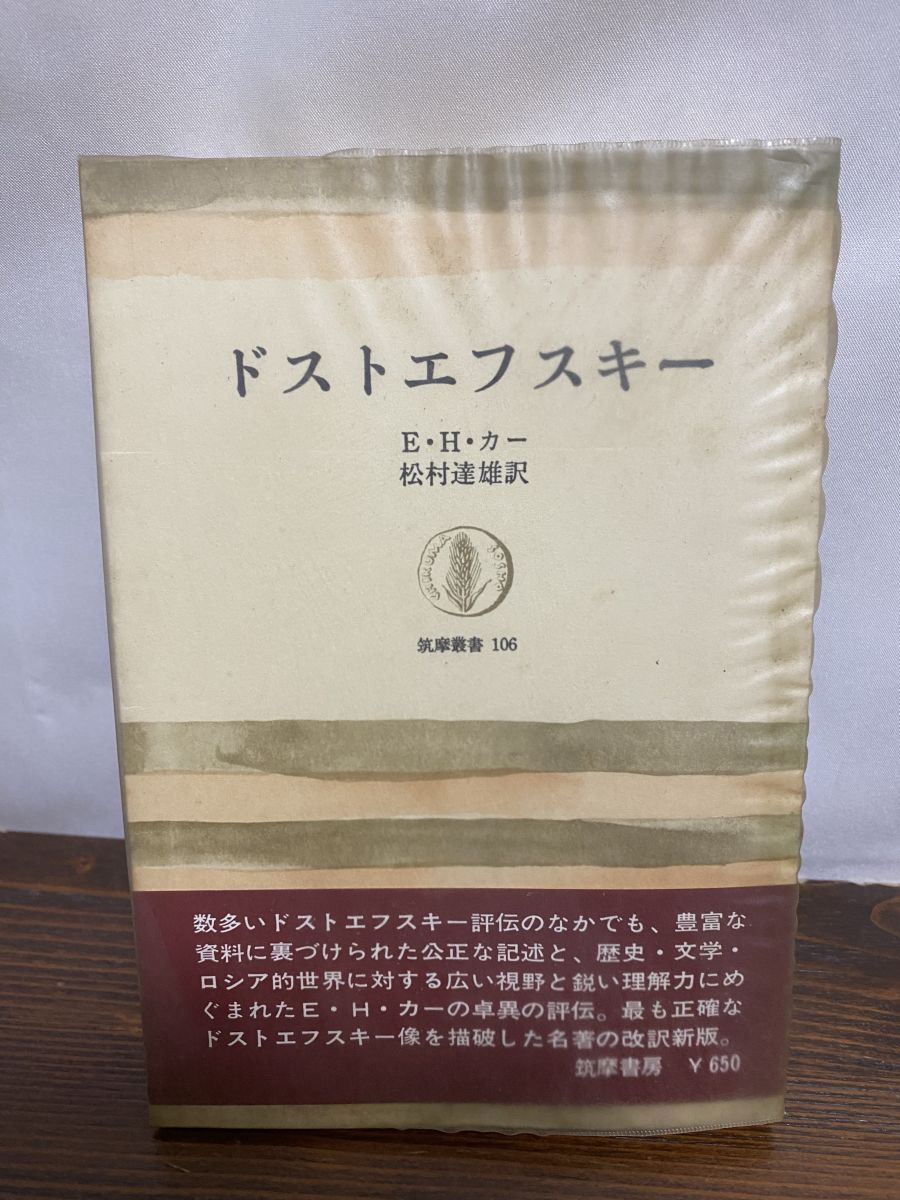 ドストエフスキー
E・H・カー
松村達雄訳
CHIKUMA SOSHO
筑摩叢書 106
数多いドストエフスキー評伝のなかでも、豊富な
資料に裏づけられた公正な記述と、歴史・文学・
ロシア的世界に対する広い視野と鋭い理解力にめ
ぐまれたE・H・カーの卓異の評伝。最も正確な
ドストエフスキー像を描破した名著の改訳新版。
筑摩書房 ￥650